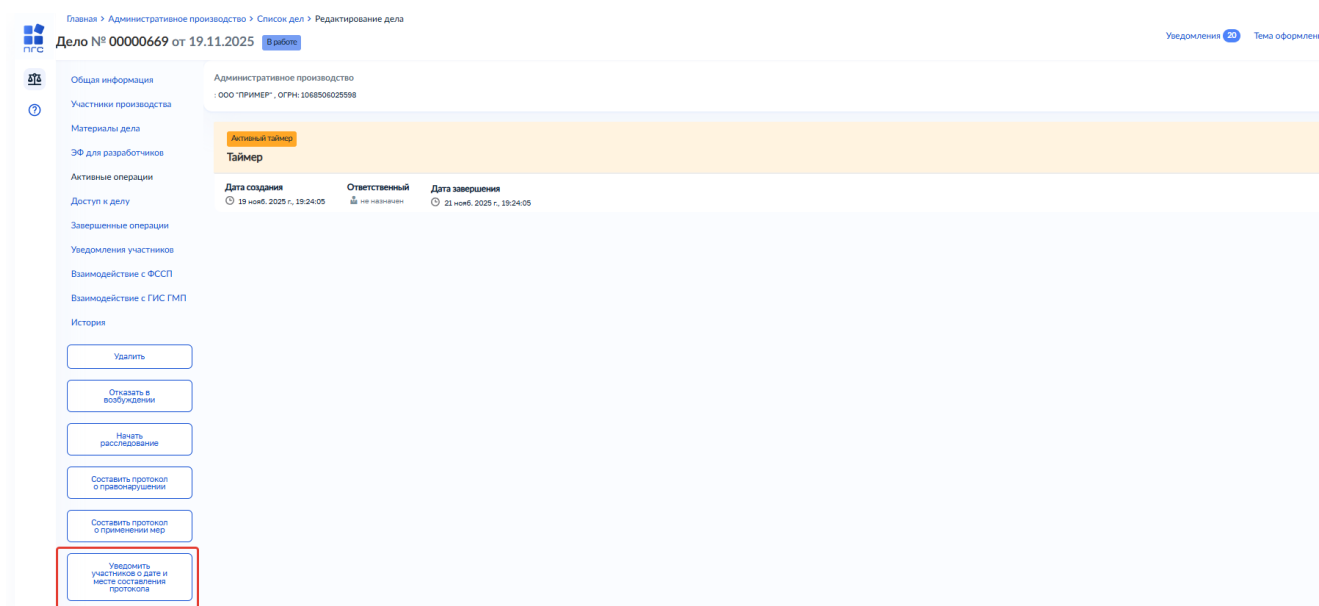 Главная > Административное производство > Список дел > Редактирование дела
Дело № 00000669 от 19.11.2025 В работе
Уведомления 20 Тема оформлен
ПГС
Общая информация
Участники производства
Материалы дела
ЭФ для разработчиков
Активные операции
Доступ к делу
Завершенные операции
Уведомления участников
Взаимодействие с ФССП
Взаимодействие с ГИС ГМП
История
Удалить
Отказать в
возбуждении
Начать
расследование
Составить протокол
о правонарушении
Составить протокол
о применении мер
Уведомить
участников о дате и
месте составления
протокола
Административное производство
: ООО "ПРИМЕР" , ОГРН: 1068506025598
Активный таймер
Таймер
Дата создания Ответственный Дата завершения
19 нояб. 2025 г., 19:24:05 не назначен 21 нояб. 2025 г., 19:24:05